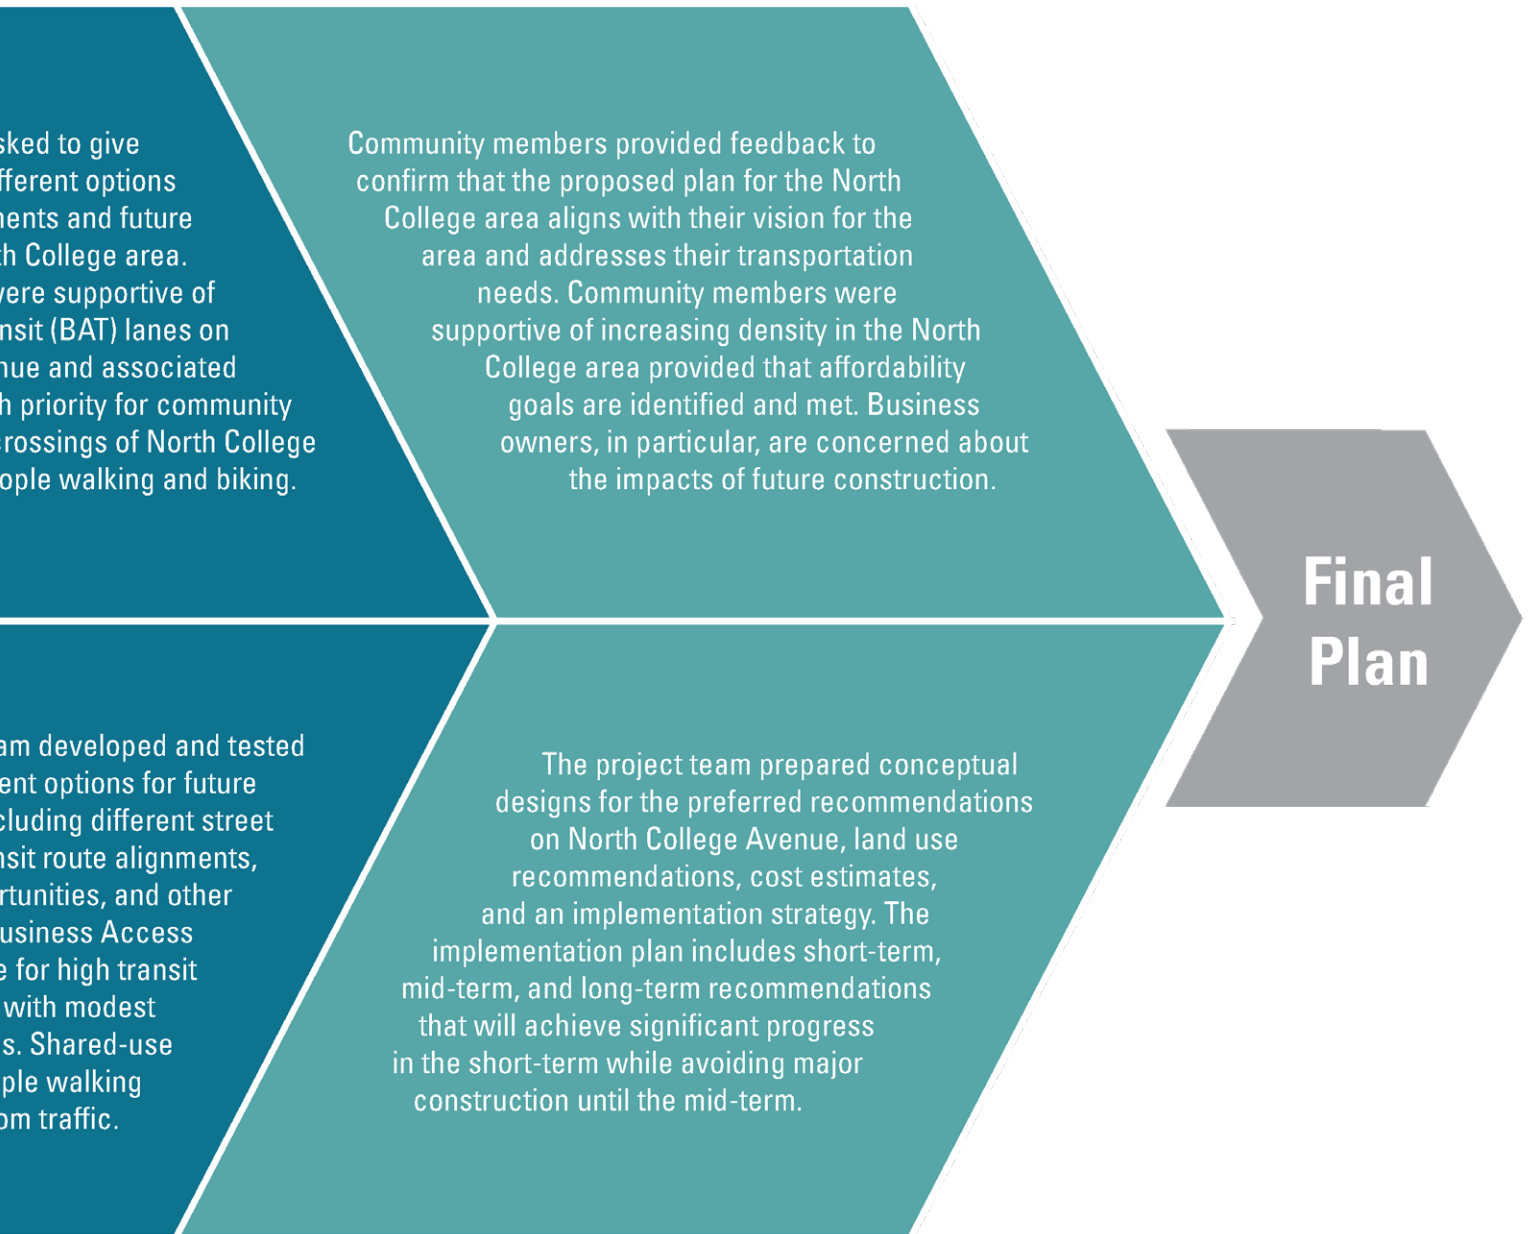 sked to give
fferent options
nents and future
th College area.
were supportive of
nsit (BAT) lanes on
nue and associated
h priority for community
crossings of North College
ople walking and biking.
Community members provided feedback to
confirm that the proposed plan for the North
College area aligns with their vision for the
area and addresses their transportation
needs. Community members were
supportive of increasing density in the North
College area provided that affordability
goals are identified and met. Business
owners, in particular, are concerned about
the impacts of future construction.
am developed and tested
ent options for future
cluding different street
nsit route alignments,
rtunities, and other
usiness Access
e for high transit
with modest
s. Shared-use
ple walking
om traffic.
The project team prepared conceptual
designs for the preferred recommendations
on North College Avenue, land use
recommendations, cost estimates,
and an implementation strategy. The
implementation plan includes short-term,
mid-term, and long-term recommendations
that will achieve significant progress
in the short-term while avoiding major
construction until the mid-term.
Final
Plan